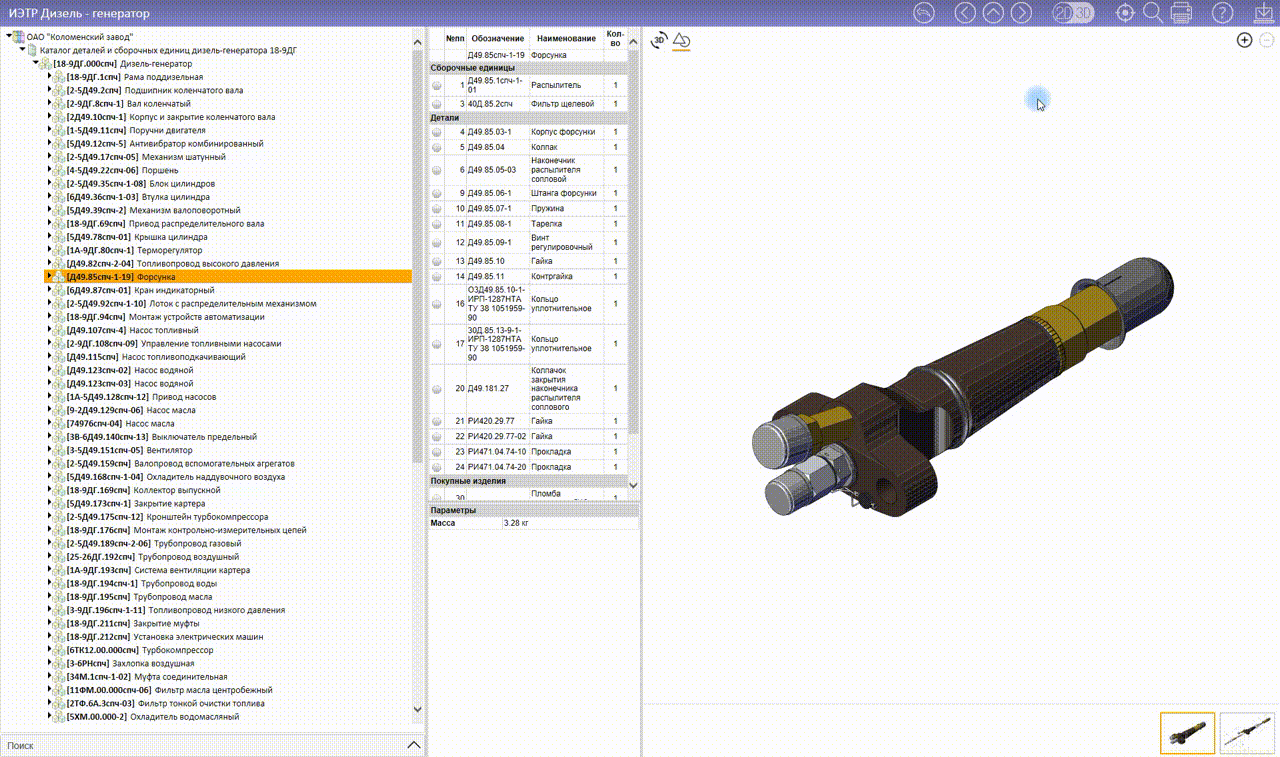 ИЭТР Дизель - генератор
2D 3D
ОАО "Коломенский завод"
Каталог деталей и сборочных единиц дизель-генератора 18-9ДГ
[18-9ДГ.000спч] Дизель-генератор
[18-9ДГ.1спч] Рама поддизельная
[2-5Д49.2спч] Подшипник коленчатого вала
[2-9ДГ.8спч-1] Вал коленчатый
[2Д49.10спч-1] Корпус и закрытие коленчатого вала
[1-5Д49.11спч] Поручни двигателя
[5Д49.12спч-5] Антивибратор комбинированный
[2-5Д49.17спч-05] Механизм шатунный
[4-5Д49.22спч-06] Поршень
[2-5Д49.35спч-1-08] Блок цилиндров
[6Д49.36спч-1-03] Втулка цилиндра
[5Д49.39спч-2] Механизм валоповоротный
[18-9ДГ.69спч] Привод распределительного вала
[5Д49.78спч-01] Крышка цилиндра
[1А-9ДГ.80спч-1] Терморегулятор
[Д49.82спч-2-04] Топливопровод высокого давления
[Д49.85спч-1-19] Форсунка
[6Д49.87спч-01] Кран индикаторный
[2-5Д49.92спч-1-10] Лоток с распределительным механизмом
[18-9ДГ.94спч] Монтаж устройств автоматизации
[Д49.107спч-4] Насос топливный
[2-9ДГ.108спч-09] Управление топливными насосами
[Д49.115спч] Насос топливоподкачивающий
[Д49.123спч-02] Насос водяной
[Д49.123спч-03] Насос водяной
[1А-5Д49.128спч-12] Привод насосов
[9-2Д49.129спч-06] Насос масла
[74976спч-04] Насос масла
[3В-6Д49.140спч-13] Выключатель предельный
[3-5Д49.151спч-05] Вентилятор
[2-5Д49.159спч] Валопровод вспомогательных агрегатов
[5Д49.168спч-1-04] Охладитель наддувочного воздуха
[18-9ДГ.169спч] Коллектор выпускной
[5Д49.173спч-1] Закрытие картера
[2-5Д49.175спч-12] Кронштейн турбокомпрессора
[18-9ДГ.176спч] Монтаж контрольно-измерительных цепей
[2-5Д49.189спч-2-06] Трубопровод газовый
[25-26ДГ.192спч] Трубопровод воздушный
[1А-9ДГ.193спч] Система вентиляции картера
[18-9ДГ.194спч-1] Трубопровод воды
[18-9ДГ.195спч] Трубопровод масла
[3-9ДГ.196спч-1-11] Топливопровод низкого давления
[18-9ДГ.211спч] Закрытие муфты
[18-9ДГ.212спч] Установка электрических машин
[6ТК12.00.000спч] Турбокомпрессор
[3-6РНспч] Захлопка воздушная
[34М.1спч-1-02] Муфта соединительная
[11ФМ.00.000спч-06] Фильтр масла центробежный
[2ТФ.6А.3спч-03] Фильтр тонкой очистки топлива
[5ХМ.00.000-2] Охладитель водомасляный
Поиск
№пп Обозначение Наименование Кол-
во
Д49.85спч-1-19 Форсунка
Сборочные единицы
1 Д49.85.1спч-1-
01 Распылитель 1
3 40Д.85.2спч Фильтр щелевой 1
Детали
4 Д49.85.03-1 Корпус форсунки 1
5 Д49.85.04 Колпак 1
6 Д49.85.05-03 Наконечник
распылителя
сопловой 1
9 Д49.85.06-1 Штанга форсунки 1
10 Д49.85.07-1 Пружина 1
11 Д49.85.08-1 Тарелка 1
12 Д49.85.09-1 Винт
регулировочный 1
13 Д49.85.10 Гайка 1
14 Д49.85.11 Контргайка 1
16 ОЗД49.85.10-1-
ИРП-1287НТА
ТУ 38 1051959-
90 Кольцо
уплотнительное 1
17 30Д.85.13-9-1-
ИРП-1287НТА
ТУ 38 1051959-
90 Кольцо
уплотнительное 1
20 Д49.181.27 Колпачок
закрытия
наконечника
распылителя
соплового 1
21 РИ420.29.77 Гайка 1
22 РИ420.29.77-02 Гайка 1
23 РИ471.04.74-10 Прокладка 1
24 РИ471.04.74-20 Прокладка 1
Покупные изделия
30 Пломба 1
Параметры
Масса 3.28 кг
3D